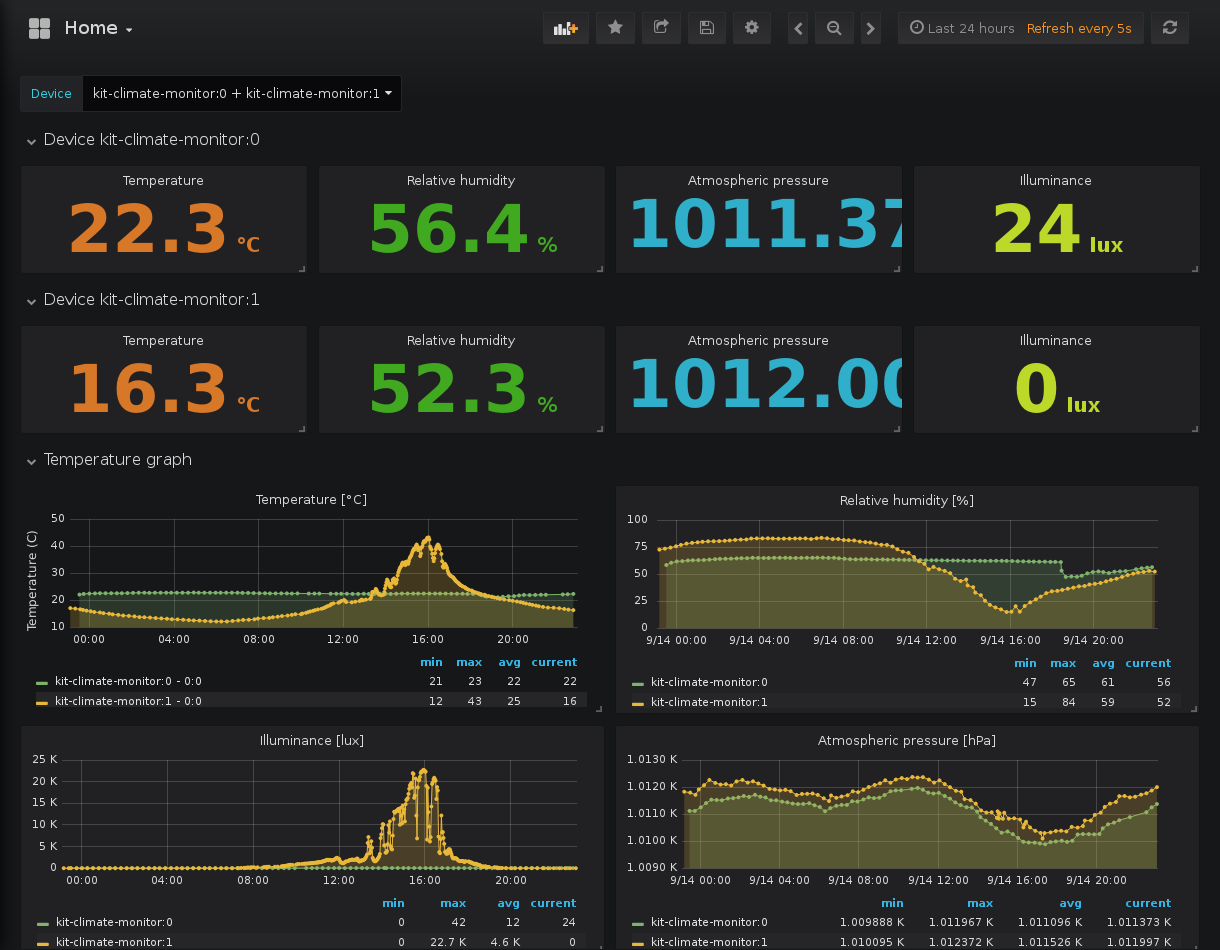 Home
Last 24 hours Refresh every 5s
Device kit-climate-monitor:0 + kit-climate-monitor:1
Device kit-climate-monitor:0
Temperature Relative humidity Atmospheric pressure Illuminance
22.3 °C 56.4 % 1011.37 24 lux
Device kit-climate-monitor:1
Temperature Relative humidity Atmospheric pressure Illuminance
16.3 °C 52.3 % 1012.00 0 lux
Temperature graph
Temperature [°C]
Temperature (C)
50
40
30
20
10
00:00 04:00 08:00 12:00 16:00 20:00
min max avg current
kit-climate-monitor:0 - 0:0 21 23 22 22
kit-climate-monitor:1 - 0:0 12 43 25 16
Relative humidity [%]
100
75
50
25
0
9/14 00:00 9/14 04:00 9/14 08:00 9/14 12:00 9/14 16:00 9/14 20:00
min max avg current
kit-climate-monitor:0 47 65 61 56
kit-climate-monitor:1 15 84 59 52
Illuminance [lux]
25 K
20 K
15 K
10 K
5 K
0
00:00 04:00 08:00 12:00 16:00 20:00
min max avg current
kit-climate-monitor:0 0 42 12 24
kit-climate-monitor:1 0 22.7 K 4.6 K 0
Atmospheric pressure [hPa]
1.0130 K
1.0120 K
1.0110 K
1.0100 K
1.0090 K
9/14 00:00 9/14 04:00 9/14 08:00 9/14 12:00 9/14 16:00 9/14 20:00
min max avg current
kit-climate-monitor:0 1.009888 K 1.011967 K 1.011096 K 1.011373 K
kit-climate-monitor:1 1.010095 K 1.012372 K 1.011526 K 1.011997 K